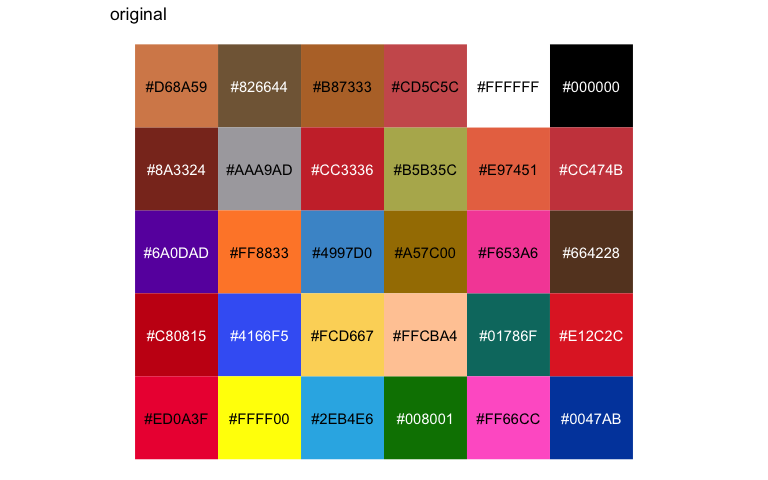 original
#D68A59 #826644 #B87333 #CD5C5C #FFFFFF #000000
#8A3324 #AAA9AD #CC3336 #B5B35C #E97451 #CC474B
#6A0DAD #FF8833 #4997D0 #A57C00 #F653A6 #664228
#C80815 #4166F5 #FCD667 #FFCBA4 #01786F #E12C2C
#ED0A3F #FFFF00 #2EB4E6 #008001 #FF66CC #0047AB